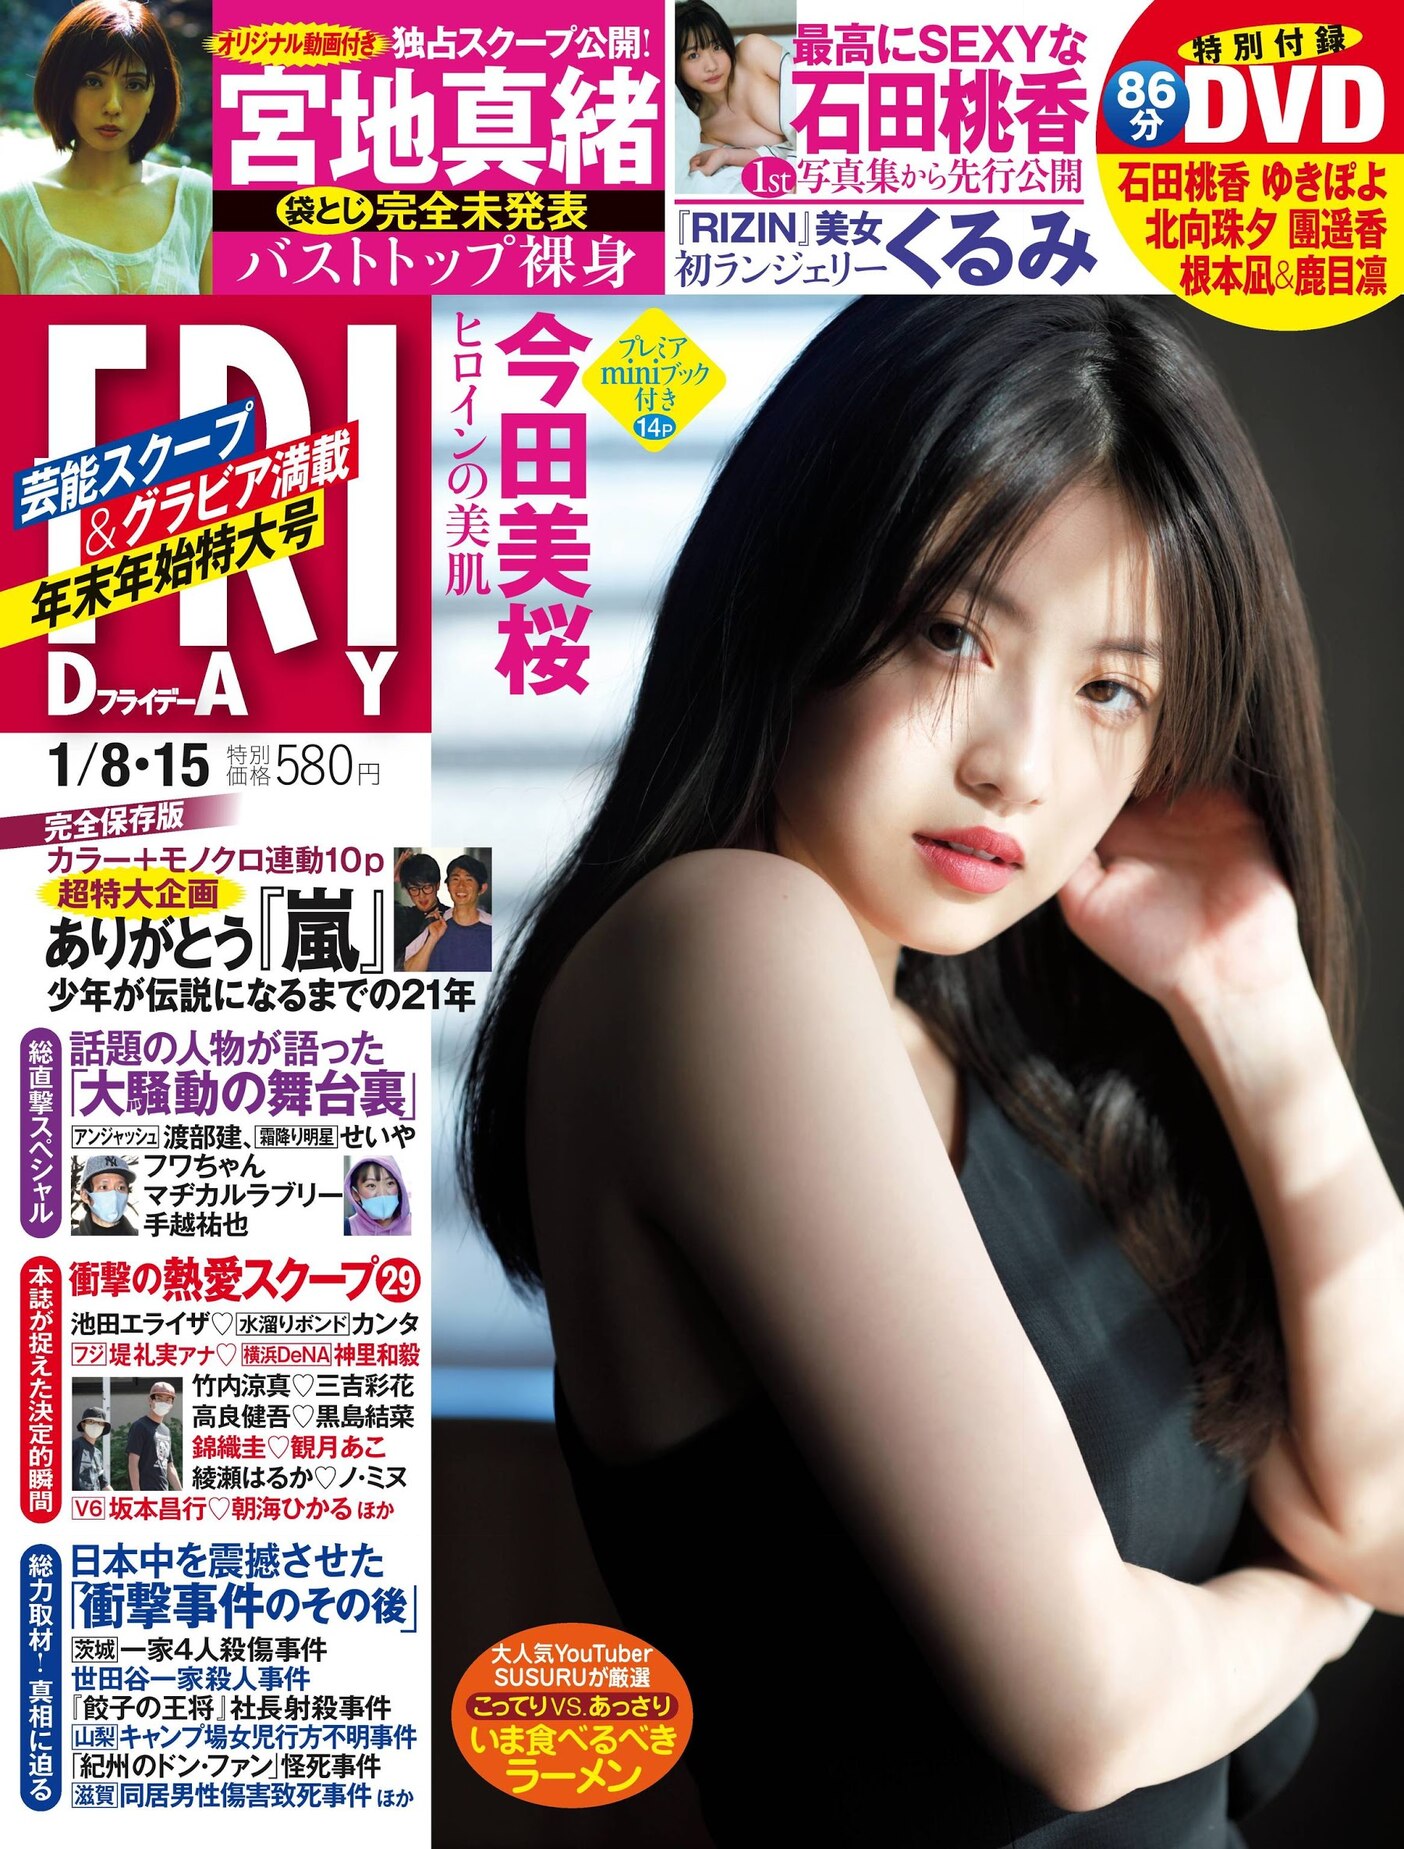 オリジナル動画付き 独占スクープ公開!
宮地真緒
袋とじ 完全未発表
バストトップ裸身
最高にSEXYな
石田桃香
1st写真集から先行公開
『RIZIN』美女
初ランジェリー
くるみ
特別付録
86分
DVD
石田桃香 ゆきぽよ
北向珠夕 團遥香
根本凪&鹿目凛
FRI
DAY
フライデー
芸能スクープ
&グラビア満載
年末年始特大号
1/8・15 特別価格580円
今田美桜
ヒロインの美肌
プレミア
miniブック
付き
14P
完全保存版
カラー+モノクロ連動10p
超特大企画
ありがとう『嵐』
少年が伝説になるまでの21年
総直撃スペシャル
話題の人物が語った
「大騒動の舞台裏」
アンジャッシュ 渡部建、霜降り明星 せいや
フワちゃん
マヂカルラブリー
手越祐也
本誌が捉えた決定的瞬間
衝撃の熱愛スクープ29
池田エライザ♡水溜りボンド カンタ
フジ 堤礼実アナ♡横浜DeNA 神里和毅
竹内涼真♡三吉彩花
高良健吾♡黒島結菜
錦織圭♡観月あこ
綾瀬はるか♡ノ・ミヌ
V6 坂本昌行♡朝海ひかる ほか
総力取材!真相に迫る
日本中を震撼させた
「衝撃事件のその後」
茨城 一家4人殺傷事件
世田谷一家殺人事件
『餃子の王将』社長射殺事件
山梨 キャンプ場女児行方不明事件
「紀州のドン・ファン」怪死事件
滋賀 同居男性傷害致死事件 ほか
大人気YouTuber
SUSURUが厳選
こってりVS.あっさり
いま食べるべき
ラーメン